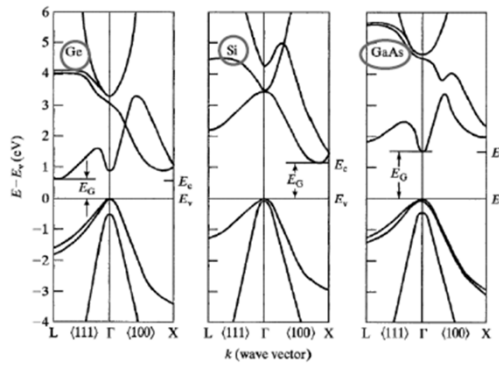 6
5
4
3
2
1
0
−1
−2
−3
−4
E − Ev (eV)
Ge
EG
Ec
Ev
L ⟨111⟩ Γ ⟨100⟩ X
Si
EG
Ec
Ev
L ⟨111⟩ Γ ⟨100⟩ X
GaAs
EG
E
E
L ⟨111⟩ Γ ⟨100⟩ X
k (wave vector)